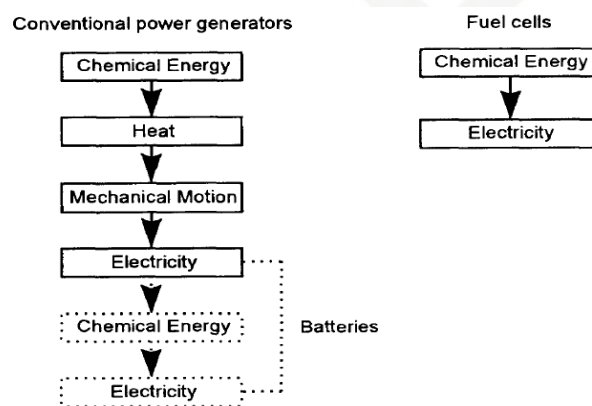 Conventional power generators
Chemical Energy
Heat
Mechanical Motion
Electricity
Chemical Energy
Electricity
Batteries
Fuel cells
Chemical Energy
Electricity